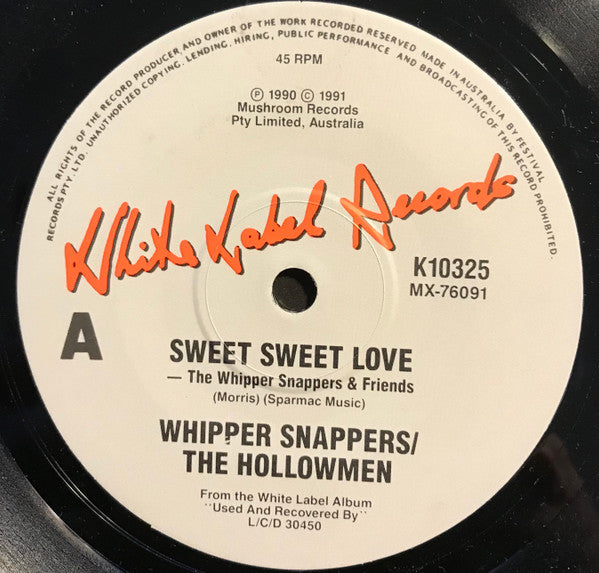 ALL RIGHTS OF THE RECORD PRODUCER AND OWNER OF THE WORK RECORDED RESERVED MADE IN AUSTRALIA BY FESTIVAL
RECORDS PTY. LTD. UNAUTHORIZED COPYING. LENDING. HIRING, PUBLIC PERFORMANCE AND BROADCASTING OF THIS RECORD PROHIBITED.
45 RPM
Ⓟ 1990 © 1991
Mushroom Records
Pty Limited, Australia
White Label Records
K10325
MX-76091
A
SWEET SWEET LOVE
— The Whipper Snappers & Friends
(Morris) (Sparmac Music)
WHIPPER SNAPPERS/
THE HOLLOWMEN
From the White Label Album
"Used And Recovered By"
L/C/D 30450